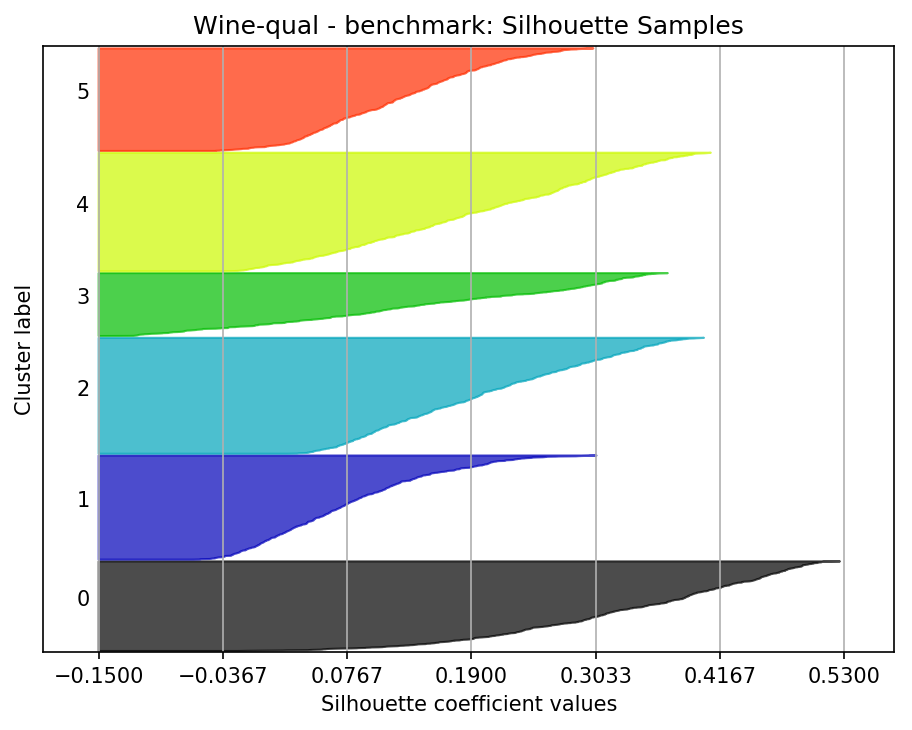 Wine-qual - benchmark: Silhouette Samples
5
4
3
2
1
0
Cluster label
−0.1500 −0.0367 0.0767 0.1900 0.3033 0.4167 0.5300
Silhouette coefficient values